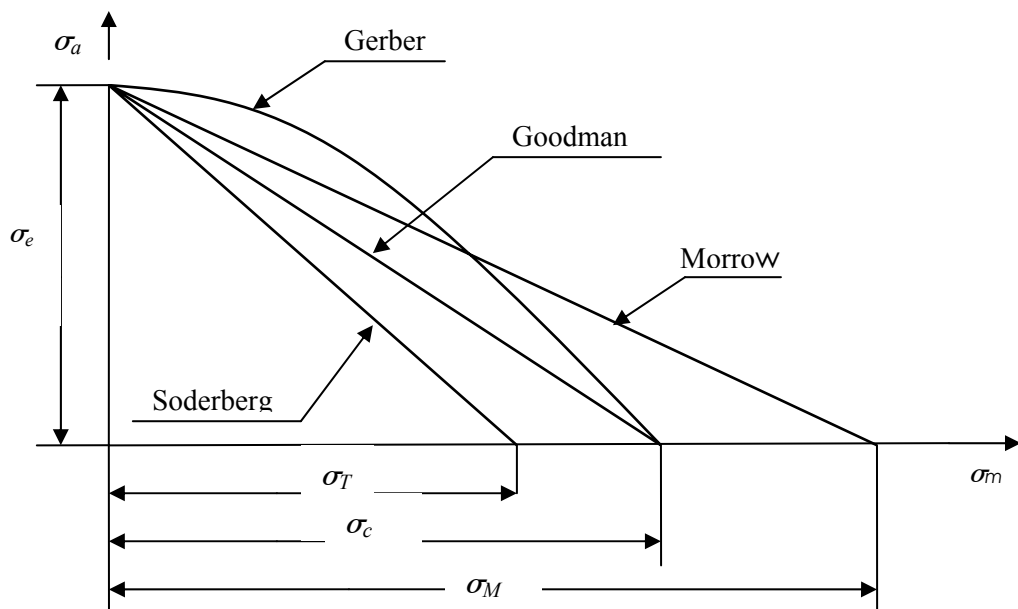 σa
Gerber
Goodman
σe
Morrow
Soderberg
σT
σm
σc
σM